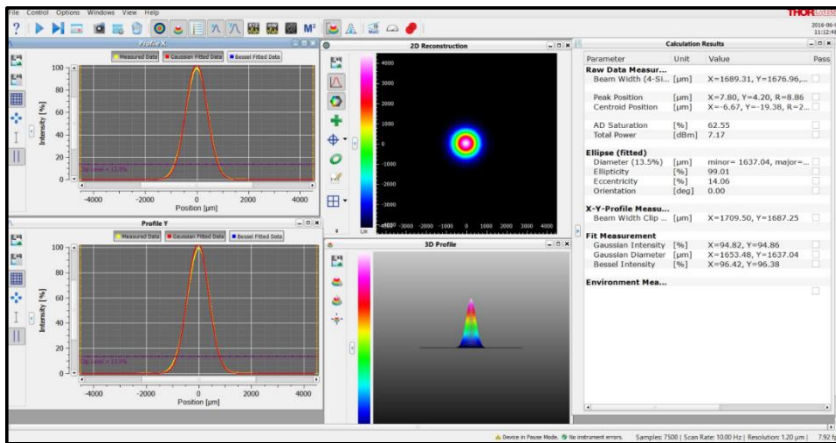 File Control Options Windows View Help
THORLABS
M²
11:12:4
Profile X
Measured Data Gaussian Fitted Data Bessel Fitted Data
Intensity [%]
100
80
60
40
20
0
-4000 -2000 0 2000 4000
Position [µm]
Profile Y
Measured Data Gaussian Fitted Data Bessel Fitted Data
Intensity [%]
100
80
60
40
20
0
-4000 -2000 0 2000 4000
Position [µm]
2D Reconstruction
4000
3000
2000
1000
0
-1000
-2000
-3000
-4000
-4000 -3000 -2000 -1000 0 1000 2000 3000 4000
3D Profile
Calculation Results
Parameter Unit Value Pass
Raw Data Measur...
Beam Width (4-Si... [µm] X=1689.31, Y=1676.96,...
Peak Position [µm] X=7.80, Y=4.20, R=8.86
Centroid Position [µm] X=-6.67, Y=-19.38, R=2...
AD Saturation [%] 62.55
Total Power [dBm] 7.17
Ellipse (fitted)
Diameter (13.5%) [µm] minor= 1637.04, major=...
Ellipticity [%] 99.01
Eccentricity [%] 14.06
Orientation [deg] 0.00
X-Y-Profile Measu...
Beam Width Clip ... [µm] X=1709.50, Y=1687.25
Fit Measurement
Gaussian Intensity [%] X=94.82, Y=94.86
Gaussian Diameter [µm] X=1653.48, Y=1637.04
Bessel Intensity [%] X=96.42, Y=96.38
Environment Mea...
Device in Pause Mode. No instrument errors. Samples: 7500 | Scan Rate: 10.00 Hz | Resolution: 1.20 µm | 7.92